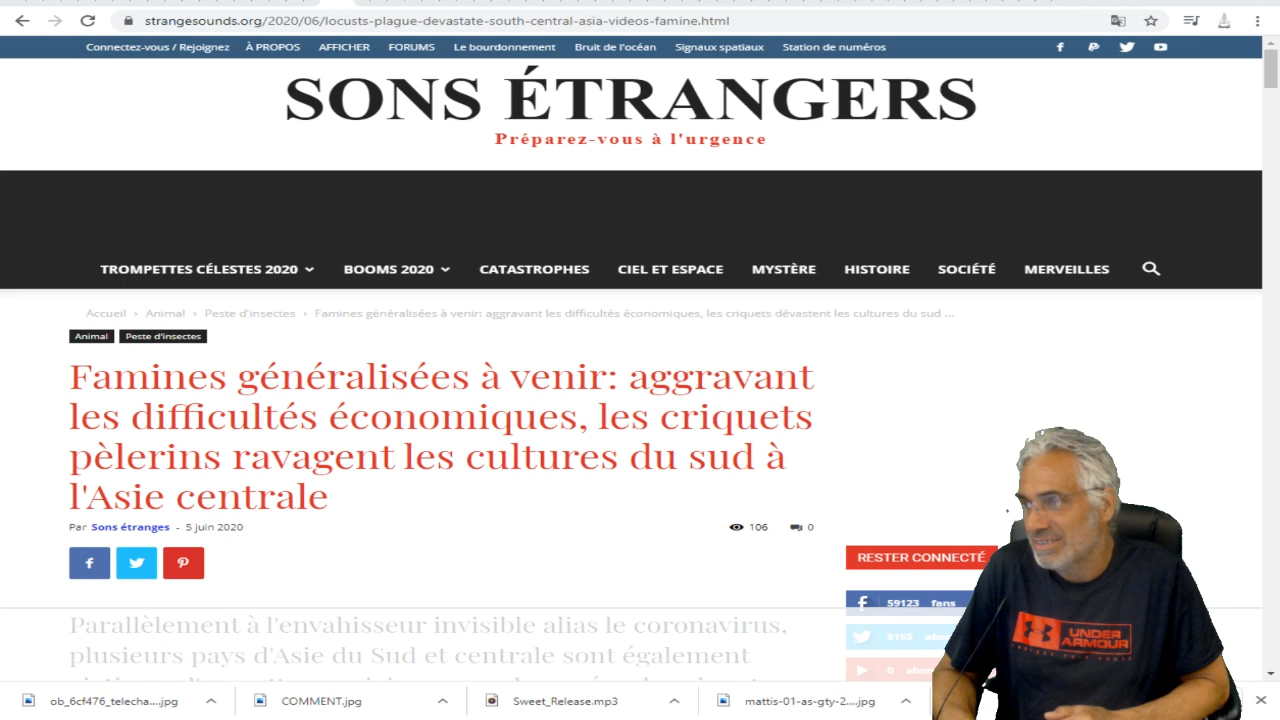 strangesounds.org/2020/06/locusts-plague-devastate-south-central-asia-videos-famine.html
Connectez-vous / Rejoignez À PROPOS AFFICHER FORUMS Le bourdonnement Bruit de l'océan Signaux spatiaux Station de numéros
SONS ÉTRANGERS
Préparez-vous à l'urgence
TROMPETTES CÉLESTES 2020 BOOMS 2020 CATASTROPHES CIEL ET ESPACE MYSTÈRE HISTOIRE SOCIÉTÉ MERVEILLES
Accueil › Animal › Peste d'insectes › Famines généralisées à venir: aggravant les difficultés économiques, les criquets dévastent les cultures du sud ...
Animal Peste d'insectes
Famines généralisées à venir: aggravant
les difficultés économiques, les criquets
pèlerins ravagent les cultures du sud à
l'Asie centrale
Par Sons étranges - 5 juin 2020 106 0
RESTER CONNECTÉ
59123 fans
8155
0
Parallèlement à l'envahisseur invisible alias le coronavirus,
plusieurs pays d'Asie du sud et centrale sont également
UNDER
ARMOUR
ob_6cf476_telecha....jpg COMMENT.jpg Sweet_Release.mp3 mattis-01-as-gty-2....jpg